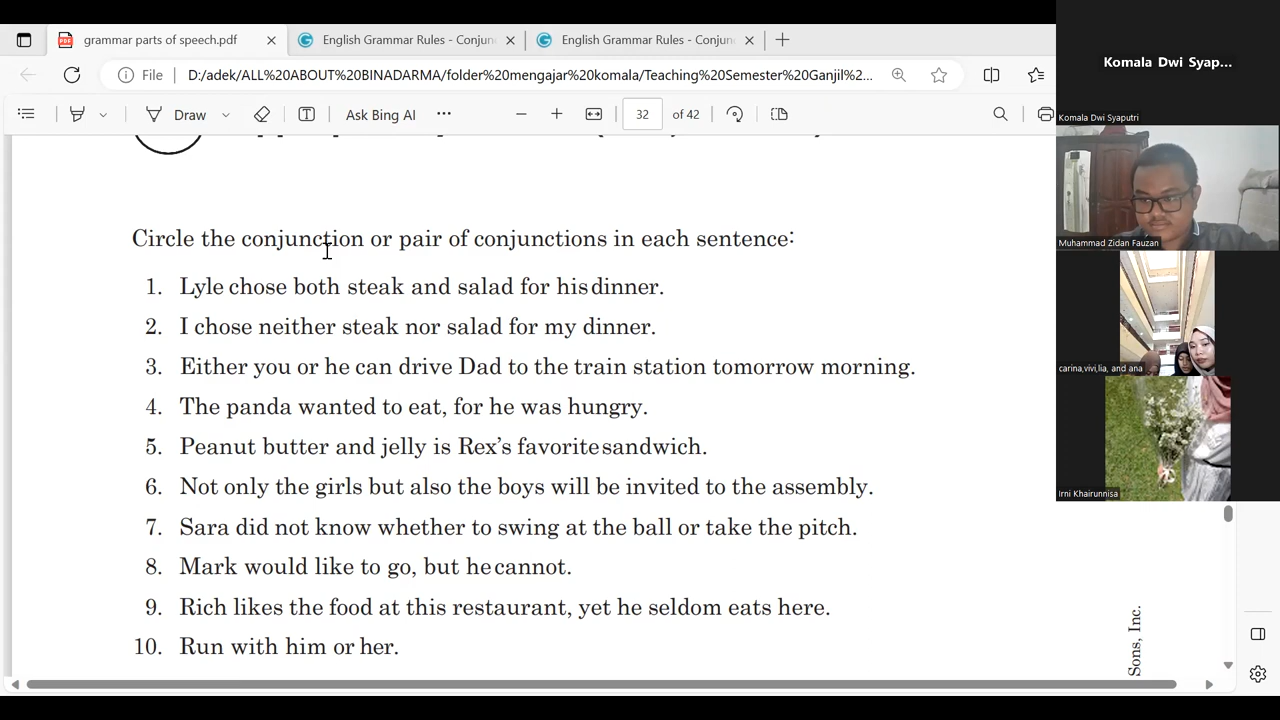 grammar parts of speech.pdf
English Grammar Rules - Conjun
English Grammar Rules - Conjun
File D:/adek/ALL%20ABOUT%20BINADARMA/folder%20mengajar%20komala/Teaching%20Semester%20Ganjil%2...
Draw Ask Bing AI 32 of 42
Circle the conjunction or pair of conjunctions in each sentence:
1. Lyle chose both steak and salad for his dinner.
2. I chose neither steak nor salad for my dinner.
3. Either you or he can drive Dad to the train station tomorrow morning.
4. The panda wanted to eat, for he was hungry.
5. Peanut butter and jelly is Rex's favorite sandwich.
6. Not only the girls but also the boys will be invited to the assembly.
7. Sara did not know whether to swing at the ball or take the pitch.
8. Mark would like to go, but he cannot.
9. Rich likes the food at this restaurant, yet he seldom eats here.
10. Run with him or her.
Sons, Inc.
Komala Dwi Syap...
Komala Dwi Syaputri
Muhammad Zidan Fauzan
carina,vivi,lia, and ana
Irni Khairunnisa